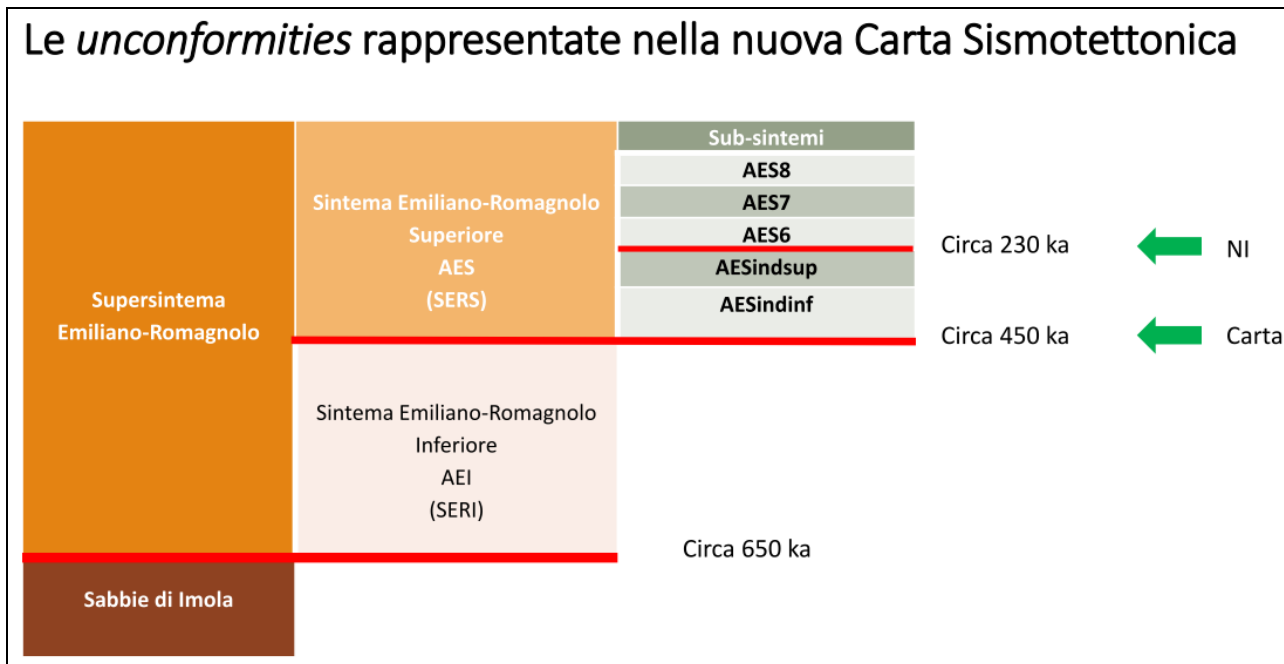 Le unconformities rappresentate nella nuova Carta Sismotettonica
Supersintema
Emiliano-Romagnolo
Sabbie di Imola
Sintema Emiliano-Romagnolo
Superiore
AES
(SERS)
Sintema Emiliano-Romagnolo
Inferiore
AEI
(SERI)
Sub-sintemi
AES8
AES7
AES6
AESindsup
AESindinf
Circa 230 ka
NI
Circa 450 ka
Carta
Circa 650 ka